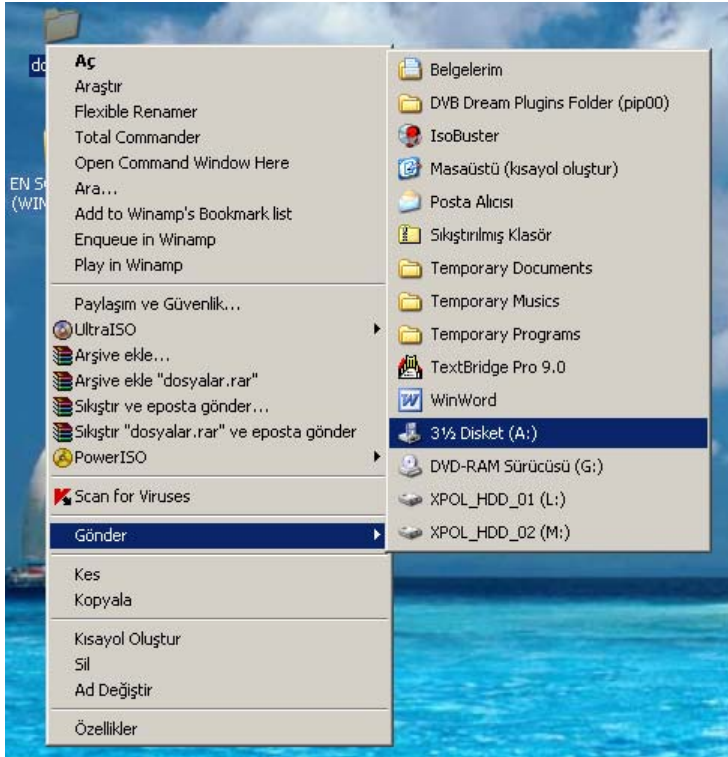 Aç
Araştır
Flexible Renamer
Total Commander
Open Command Window Here
Ara...
Add to Winamp's Bookmark list
Enqueue in Winamp
Play in Winamp
Paylaşım ve Güvenlik...
UltraISO
Arşive ekle...
Arşive ekle "dosyalar.rar"
Sıkıştır ve eposta gönder...
Sıkıştır "dosyalar.rar" ve eposta gönder
PowerISO
Scan for Viruses
Gönder
Kes
Kopyala
Kısayol Oluştur
Sil
Ad Değiştir
Özellikler
Belgelerim
DVB Dream Plugins Folder (pip00)
IsoBuster
Masaüstü (kısayol oluştur)
Posta Alıcısı
Sıkıştırılmış Klasör
Temporary Documents
Temporary Musics
Temporary Programs
TextBridge Pro 9.0
WinWord
3½ Disket (A:)
DVD-RAM Sürücüsü (G:)
XPOL_HDD_01 (L:)
XPOL_HDD_02 (M:)
EN